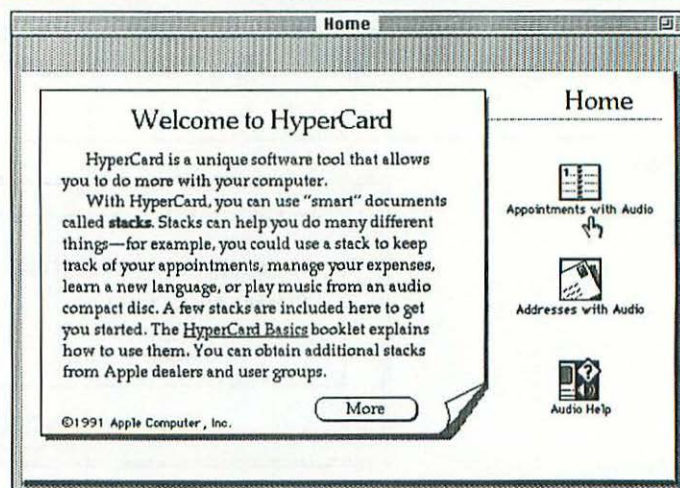 Home
Home
Welcome to HyperCard
HyperCard is a unique software tool that allows
you to do more with your computer.
With HyperCard, you can use "smart" documents
called stacks. Stacks can help you do many different
things—for example, you could use a stack to keep
track of your appointments, manage your expenses,
learn a new language, or play music from an audio
compact disc. A few stacks are included here to get
you started. The HyperCard Basics booklet explains
how to use them. You can obtain additional stacks
from Apple dealers and user groups.
More
©1991 Apple Computer, Inc.
1
Appointments with Audio
Addresses with Audio
?
Audio Help